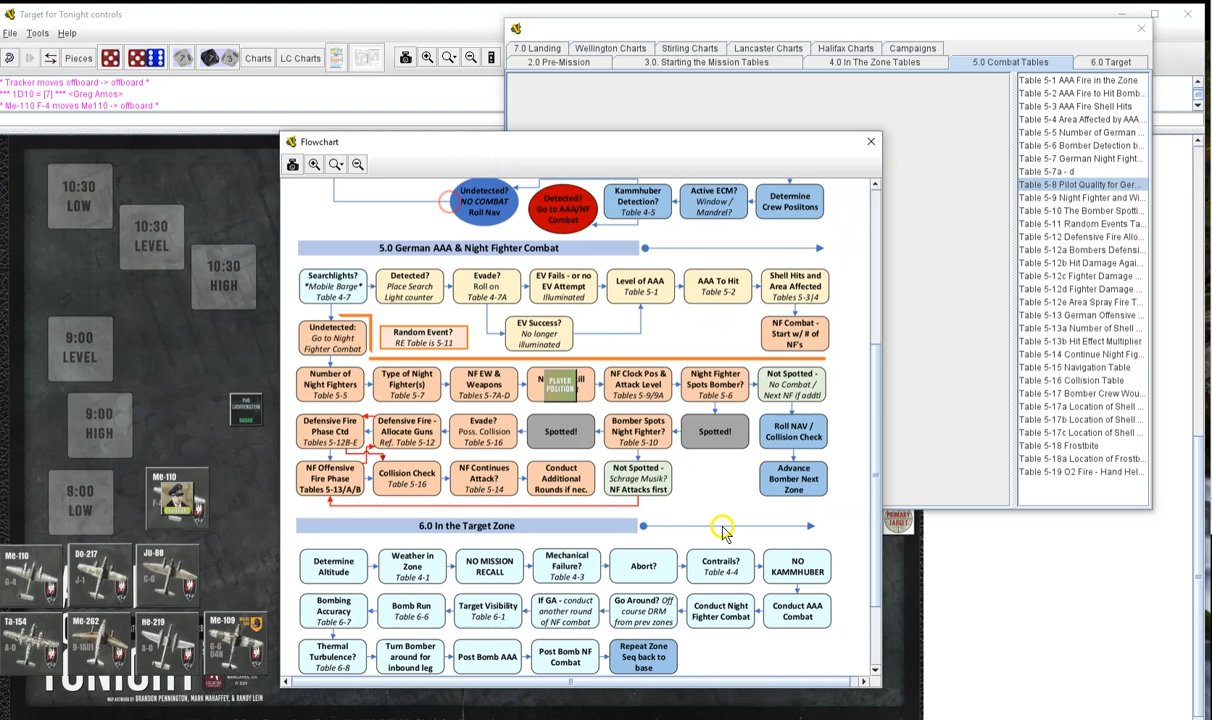 Target for Tonight controls
File Tools Help
Pieces
Charts
LC Charts
* Tracker moves offboard -> offboard *
*** 1D10 = [7] *** <Greg Amos>
* Me-110 F-4 moves Me110 -> offboard *
7.0 Landing
Wellington Charts
Stirling Charts
Lancaster Charts
Halifax Charts
Campaigns
2.0 Pre-Mission
3.0. Starting the Mission Tables
4.0 In The Zone Tables
5.0 Combat Tables
6.0 Target
Table 5-1 AAA Fire in the Zone
Table 5-2 AAA Fire to Hit Bomb...
Table 5-3 AAA Fire Shell Hits
Table 5-4 Area Affected by AAA ...
Table 5-5 Number of German ...
Table 5-6 Bomber Detection b...
Table 5-7 German Night Fight...
Table 5-7a - d
Table 5-8 Pilot Quality for Ger...
Table 5-9 Night Fighter and Wi...
Table 5-10 The Bomber Spotti...
Table 5-11 Random Events Ta...
Table 5-12 Defensive Fire Allo...
Table 5-12a Bombers Defensi...
Table 5-12b Hit Damage Agai...
Table 5-12c Fighter Damage ...
Table 5-12d Fighter Damage ...
Table 5-12e Area Spray Fire T...
Table 5-13 German Offensive ...
Table 5-13a Number of Shell ...
Table 5-13b Hit Effect Multiplier
Table 5-14 Continue Night Fig...
Table 5-15 Navigation Table
Table 5-16 Collision Table
Table 5-17 Bomber Crew Wou...
Table 5-17a Location of Shell ...
Table 5-17b Location of Shell ...
Table 5-17c Location of Shell ...
Table 5-18 Frostbite
Table 5-18a Location of Frostb...
Table 5-19 O2 Fire - Hand Hel...
Flowchart
Undetected?
NO COMBAT
Roll Nav
Detected?
Go to AAA/NF
Combat
Kammhuber
Detection?
Table 4-5
Active ECM?
Window /
Mandrel?
Determine
Crew Posiitons
5.0 German AAA & Night Fighter Combat
Searchlights?
*Mobile Barge*
Table 4-7
Detected?
Place Search
Light counter
Evade?
Roll on
Table 4-7A
EV Fails - or no
EV Attempt
Illuminated
Level of AAA
Table 5-1
AAA To Hit
Table 5-2
Shell Hits and
Area Affected
Tables 5-3|4
Undetected:
Go to Night
Fighter Combat
Random Event?
RE Table is 5-11
EV Success?
No longer
illuminated
NF Combat -
Start w/ # of
NF's
Number of
Night Fighters
Table 5-5
Type of Night
Fighter(s)
Table 5-7
NF EW &
Weapons
Tables 5-7A-D
PLAYER
POSITION
NF Clock Pos &
Attack Level
Tables 5-9/9A
Night Fighter
Spots Bomber?
Table 5-6
Not Spotted -
No Combat /
Next NF if addtl
Defensive Fire
Phase Ctd
Tables 5-12B-E
Defensive Fire -
Allocate Guns
Ref. Table 5-12
Evade?
Poss. Collision
Table 5-16
Spotted!
Bomber Spots
Night Fighter?
Table 5-10
Spotted!
Roll NAV /
Collision Check
NF Offensive
Fire Phase
Tables 5-13/A/B
Collision Check
Table 5-16
NF Continues
Attack?
Table 5-14
Conduct
Additional
Rounds if nec.
Not Spotted -
Schrage Musik?
NF Attacks first
Advance
Bomber Next
Zone
6.0 In the Target Zone
Determine
Altitude
Weather in
Zone
Table 4-1
NO MISSION
RECALL
Mechanical
Failure?
Table 4-3
Abort?
Contrails?
Table 4-4
NO
KAMMHUBER
Bombing
Accuracy
Table 6-7
Bomb Run
Table 6-6
Target Visibility
Table 6-1
If GA - conduct
another round
of NF combat
Go Around? Off
course DRM
from prev zones
Conduct Night
Fighter Combat
Conduct AAA
Combat
Thermal
Turbulence?
Table 6-8
Turn Bomber
around for
inbound leg
Post Bomb AAA
Post Bomb NF
Combat
Repeat Zone
Seq back to
base
10:30
LOW
10:30
LEVEL
10:30
HIGH
9:00
LEVEL
9:00
HIGH
9:00
LOW
Me-110
Me-110
G-4
Do-217
J-1
Ju-88
C-6
Ta-154
A-0
Me-262
B-1AU1
He-219
A-0
Me-109
G-6
U4N
PRIMARY
TARGET
TONIGHT
MAP ARTWORK BY BRANDON PENNINGTON, MARK MAHAFFEY, & RANDY LEIN